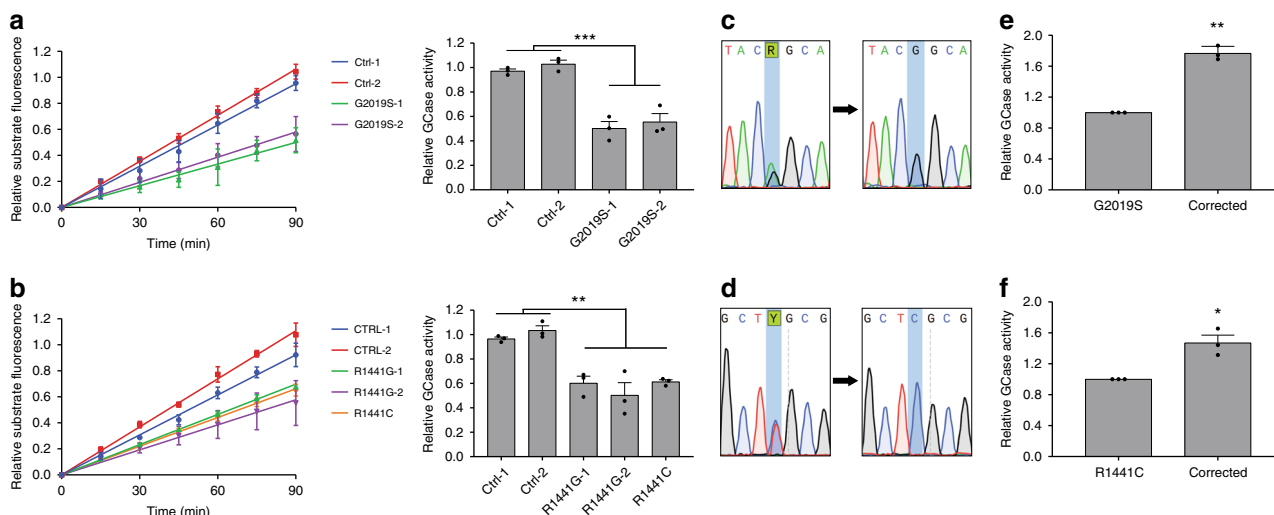 a
Relative substrate fluorescence
1.2
1.0
0.8
0.6
0.4
0.2
0.0
0 30 60 90
Time (min)
Ctrl-1
Ctrl-2
G2019S-1
G2019S-2
Relative GCase activity
1.2
1.0
0.8
0.6
0.4
0.2
0.0
***
Ctrl-1
Ctrl-2
G2019S-1
G2019S-2
c
T A C R G C A
T A C G G C A
e
Relative GCase activity
2.0
1.6
1.2
0.8
0.4
0.0
**
G2019S Corrected
b
Relative substrate fluorescence
1.2
1.0
0.8
0.6
0.4
0.2
0.0
0 30 60 90
Time (min)
CTRL-1
CTRL-2
R1441G-1
R1441G-2
R1441C
Relative GCase activity
1.2
1.0
0.8
0.6
0.4
0.2
0.0
**
Ctrl-1
Ctrl-2
R1441G-1
R1441G-2
R1441C
d
G C T Y G C G
G C T C G C G
f
Relative GCase activity
2.0
1.6
1.2
0.8
0.4
0.0
*
R1441C Corrected